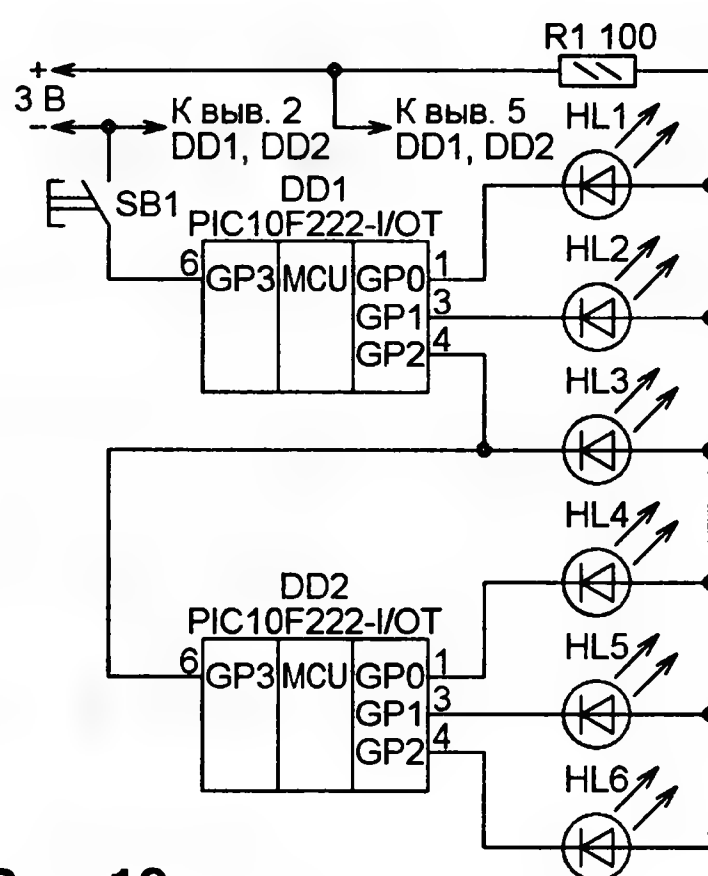 R1 100
+
3 В
−
К выв. 2
DD1, DD2
К выв. 5
DD1, DD2
HL1
SB1
DD1
PIC10F222-I/OT
6
GP3
MCU
GP0
1
GP1
3
GP2
4
HL2
HL3
HL4
DD2
PIC10F222-I/OT
6
GP3
MCU
GP0
1
GP1
3
GP2
4
HL5
HL6